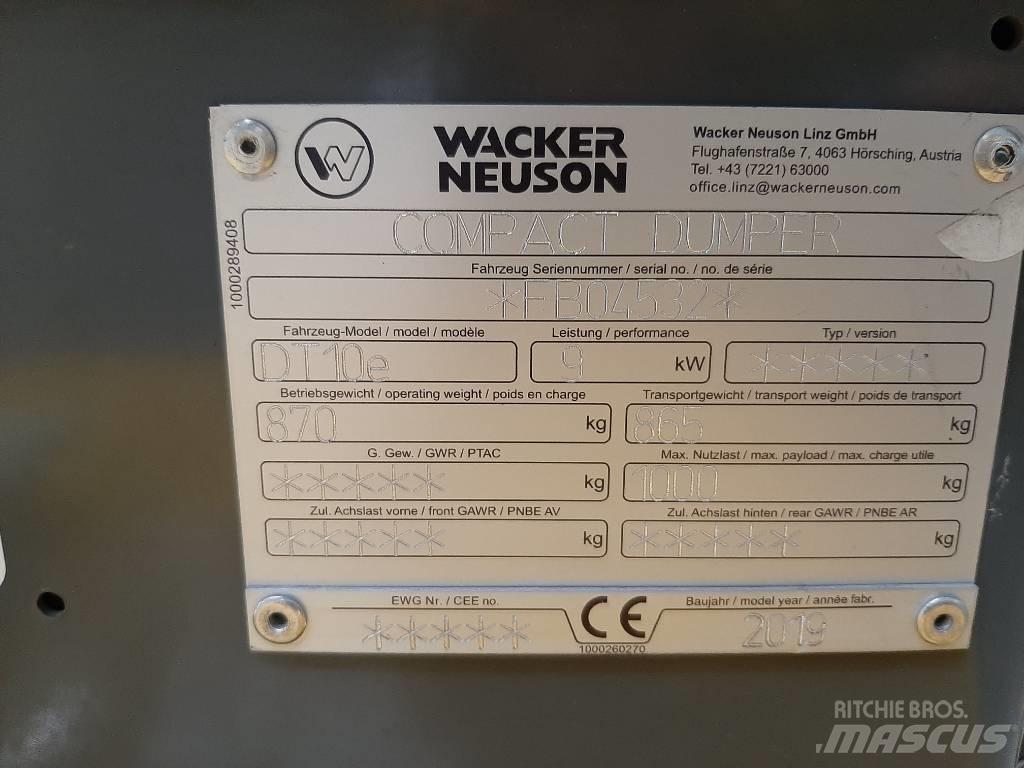 W
WACKER
NEUSON
Wacker Neuson Linz GmbH
Flughafenstraße 7, 4063 Hörsching, Austria
Tel. +43 (7221) 63000
office.linz@wackerneuson.com
1000289408
COMPACT DUMPER
Fahrzeug Seriennummer / serial no. / no. de série
*FB04532*
Fahrzeug-Model / model / modèle Leistung / performance Typ / version
DT10e 9 kW *****
Betriebsgewicht / operating weight / poids en charge Transportgewicht / transport weight / poids de transport
870 kg 865 kg
G. Gew. / GWR / PTAC Max. Nutzlast / max. payload / max. charge utile
***** kg 1000 kg
Zul. Achslast vorne / front GAWR / PNBE AV Zul. Achslast hinten / rear GAWR / PNBE AR
***** kg ***** kg
EWG Nr. / CEE no. CE Baujahr / model year / année fabr.
***** 2019
1000260270
RITCHIE BROS.
MASCUS